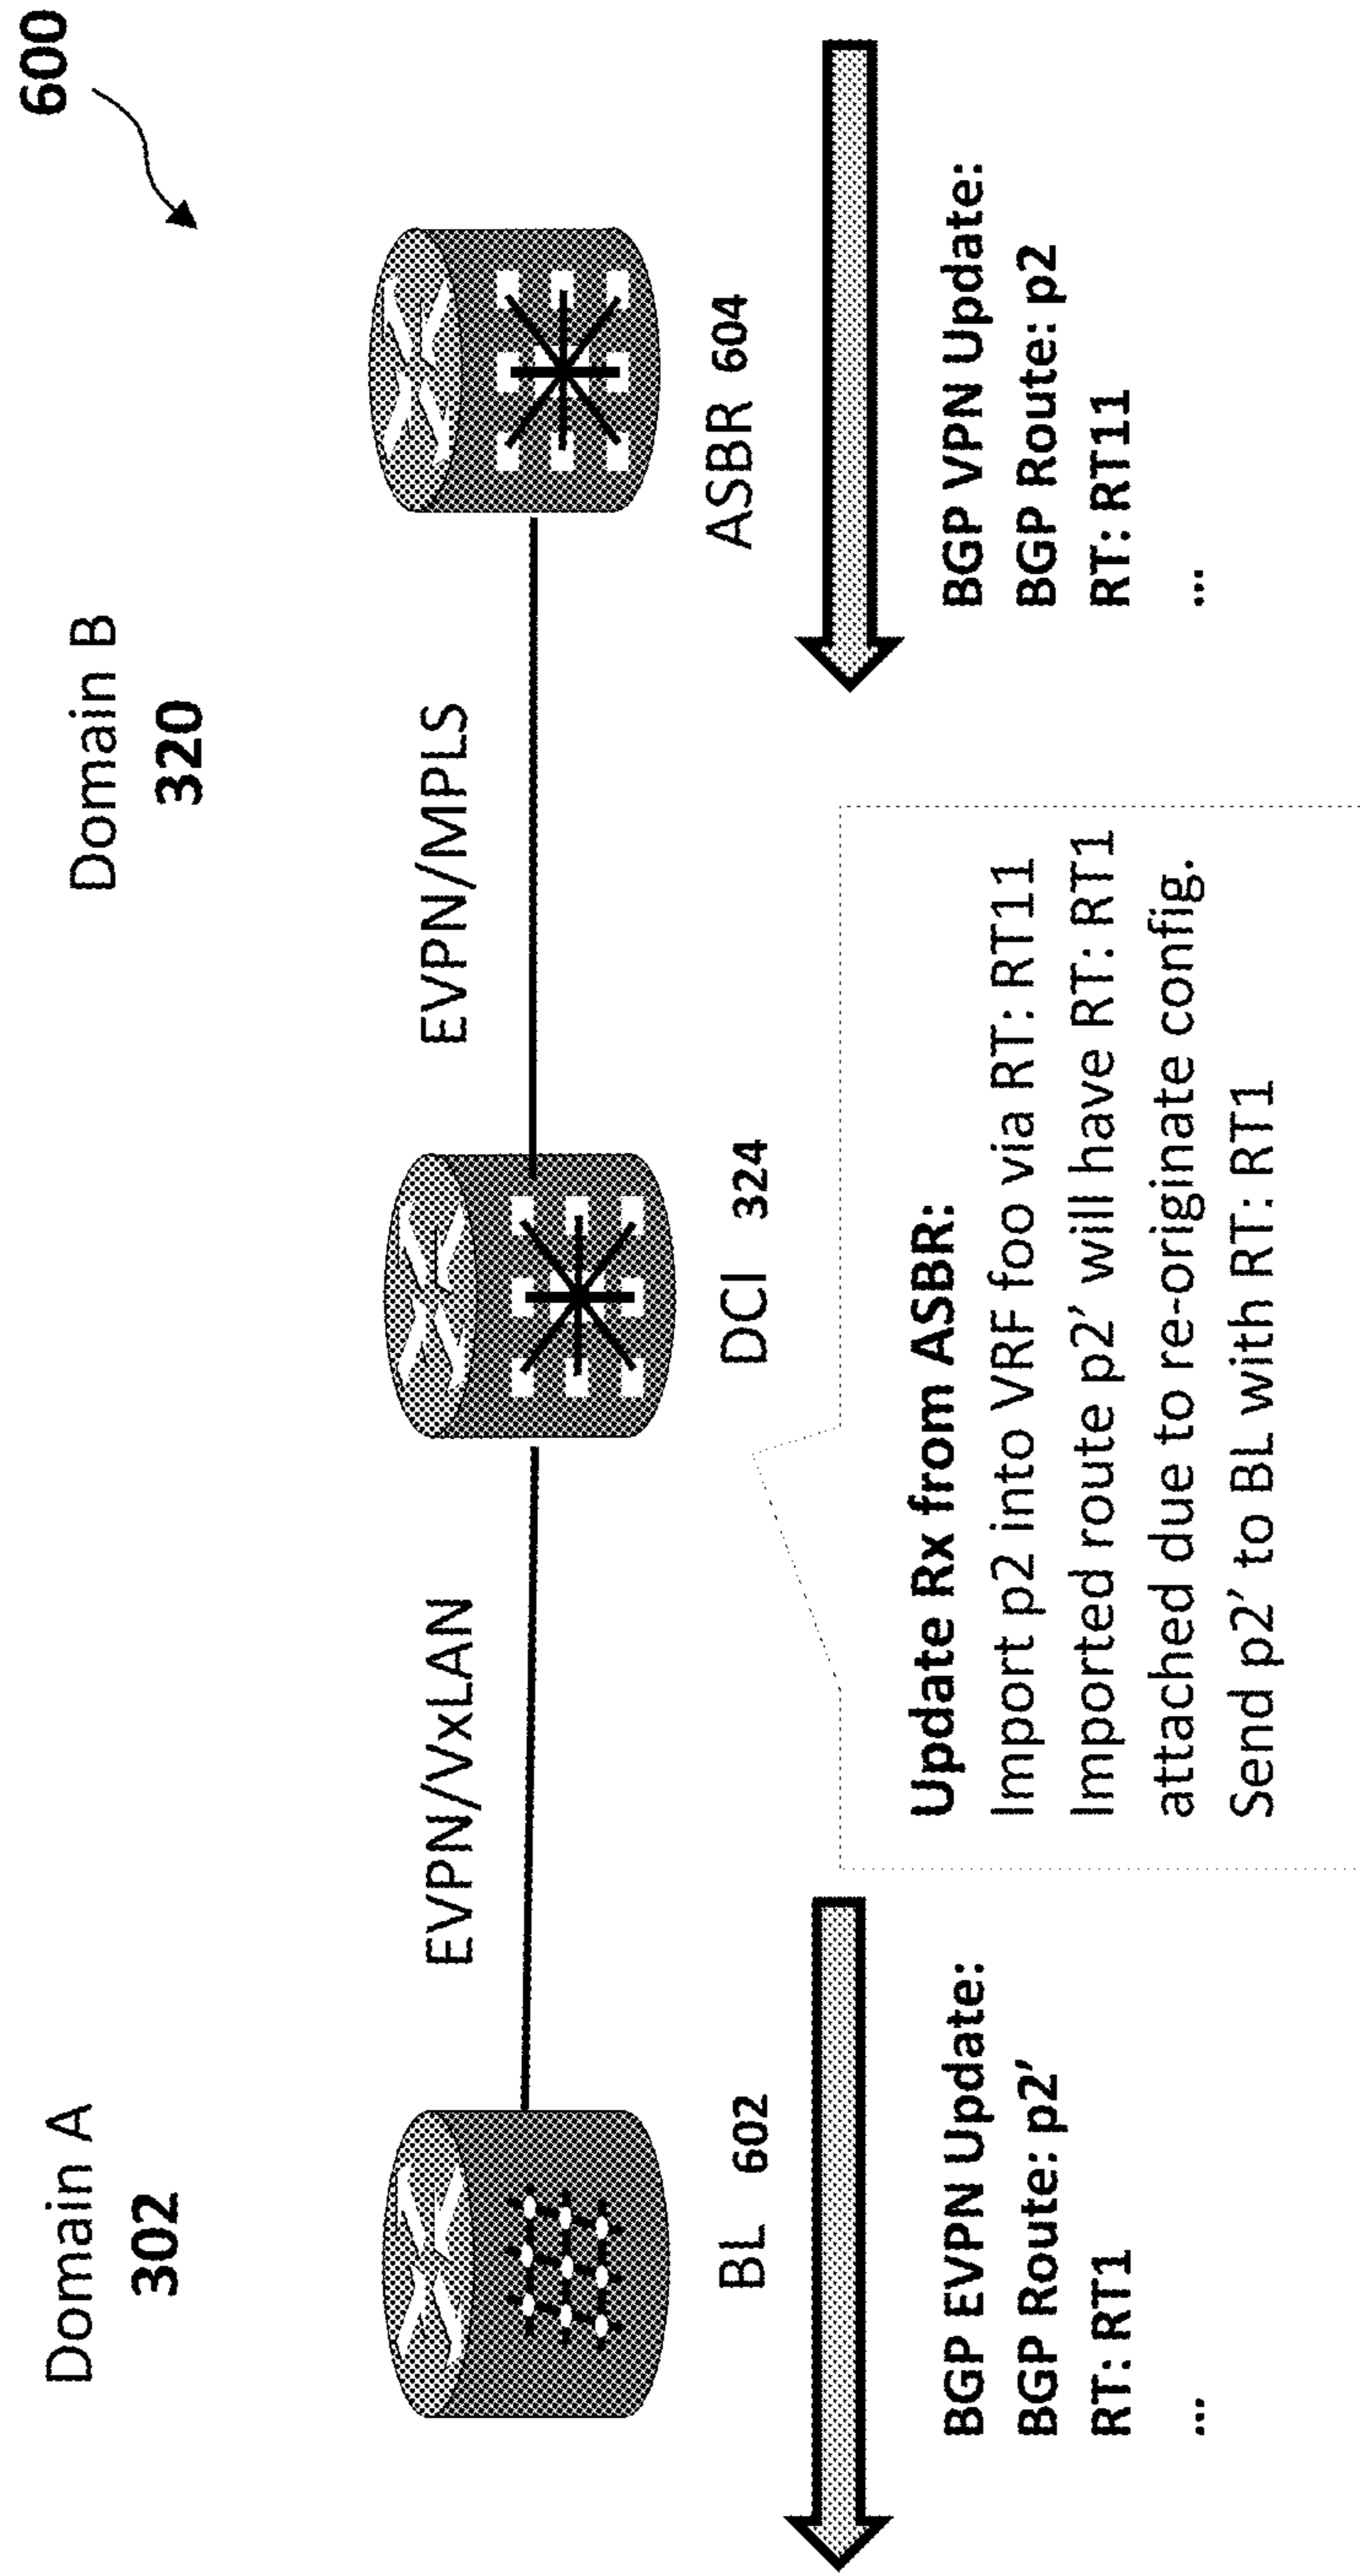 600
Domain A
302
Domain B
320
EVPN/VxLAN
EVPN/MPLS
BL 602
DCI 324
ASBR 604
BGP EVPN Update:
BGP Route: p2’
RT: RT1
...
Update Rx from ASBR:
Import p2 into VRF foo via RT: RT11
Imported route p2’ will have RT: RT1
attached due to re-originate config.
Send p2’ to BL with RT: RT1
BGP VPN Update:
BGP Route: p2
RT: RT11
...